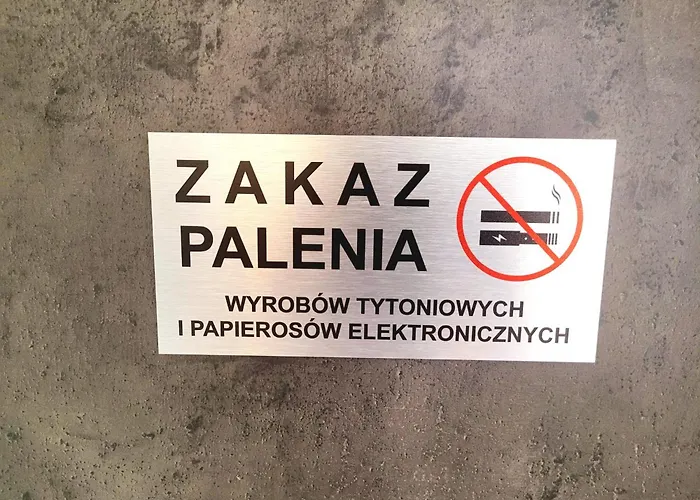 ZAKAZ
PALENIA
WYROBÓW TYTONIOWYCH
I PAPIEROSÓW ELEKTRONICZNYCH